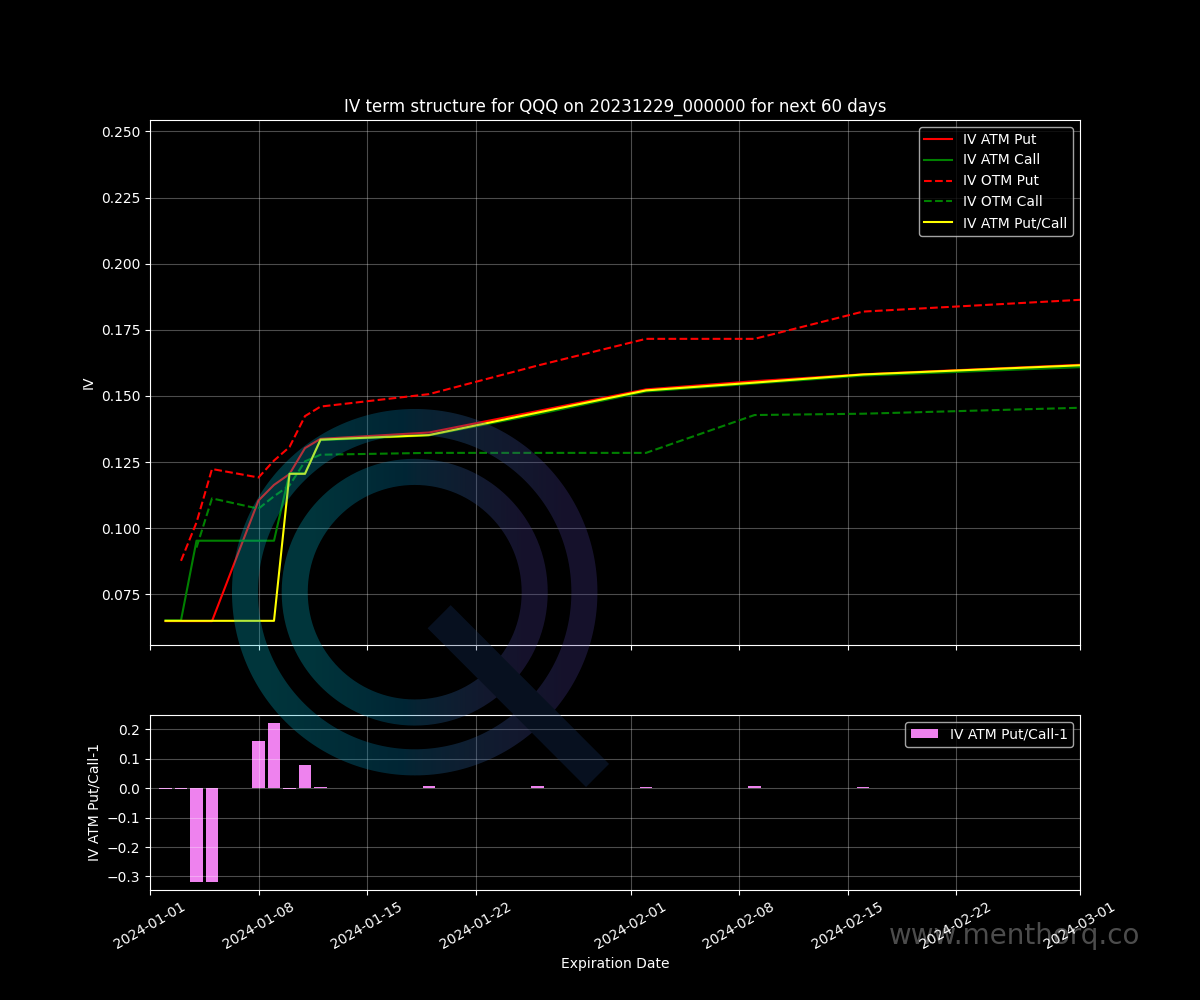 IV term structure for QQQ on 20231229_000000 for next 60 days
0.250
0.225
0.200
0.175
0.150
0.125
0.100
0.075
IV
IV ATM Put
IV ATM Call
IV OTM Put
IV OTM Call
IV ATM Put/Call
0.2
0.1
0.0
−0.1
−0.2
−0.3
IV ATM Put/Call-1
IV ATM Put/Call-1
2024-01-01
2024-01-08
2024-01-15
2024-01-22
2024-02-01
2024-02-08
2024-02-15
2024-02-22
2024-03-01
www.menthorq.co
Expiration Date